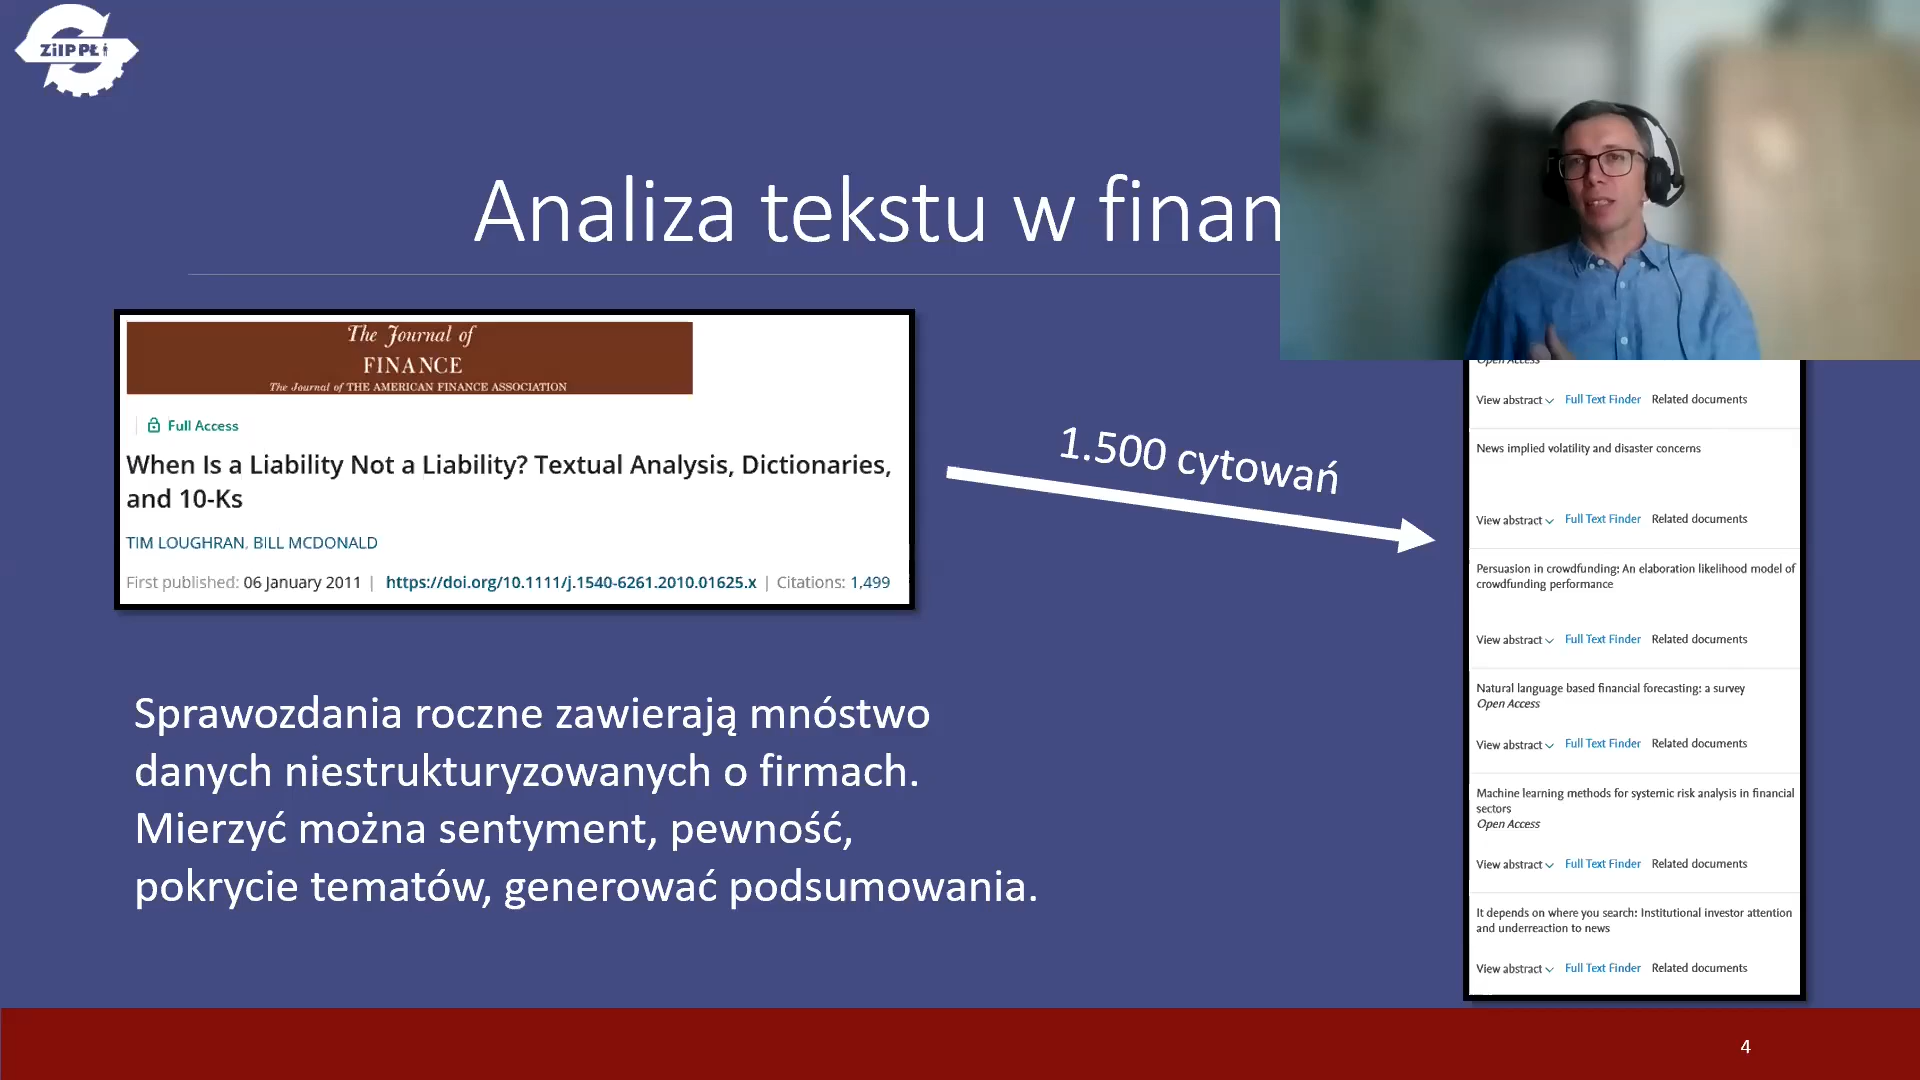 ZiIP PŁ
Analiza tekstu w finan
The Journal of
FINANCE
The Journal of THE AMERICAN FINANCE ASSOCIATION
Full Access
When Is a Liability Not a Liability? Textual Analysis, Dictionaries,
and 10-Ks
TIM LOUGHRAN, BILL MCDONALD
First published: 06 January 2011 | https://doi.org/10.1111/j.1540-6261.2010.01625.x | Citations: 1,499
1.500 cytowań
Sprawozdania roczne zawierają mnóstwo
danych niestrukturyzowanych o firmach.
Mierzyć można sentyment, pewność,
pokrycie tematów, generować podsumowania.
Open Access
View abstract Full Text Finder Related documents
News implied volatility and disaster concerns
View abstract Full Text Finder Related documents
Persuasion in crowdfunding: An elaboration likelihood model of
crowdfunding performance
View abstract Full Text Finder Related documents
Natural language based financial forecasting: a survey
Open Access
View abstract Full Text Finder Related documents
Machine learning methods for systemic risk analysis in financial
sectors
Open Access
View abstract Full Text Finder Related documents
It depends on where you search: Institutional investor attention
and underreaction to news
View abstract Full Text Finder Related documents
4